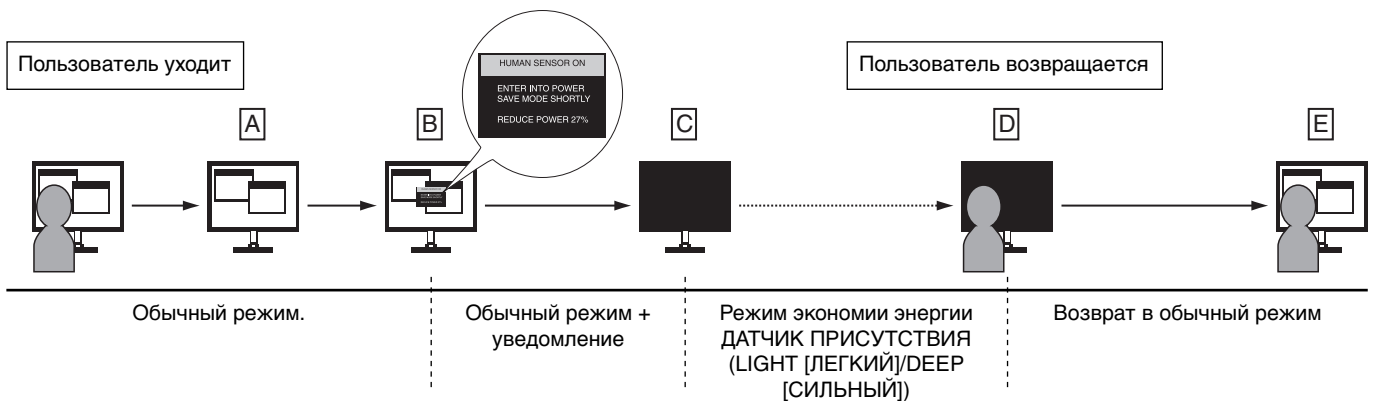 Пользователь уходит
HUMAN SENSOR ON
ENTER INTO POWER
SAVE MODE SHORTLY
REDUCE POWER 27%
Пользователь возвращается
A
B
C
D
E
Обычный режим.
Обычный режим +
уведомление
Режим экономии энергии
ДАТЧИК ПРИСУТСТВИЯ
(LIGHT [ЛЕГКИЙ]/DEEP
[СИЛЬНЫЙ])
Возврат в обычный режим